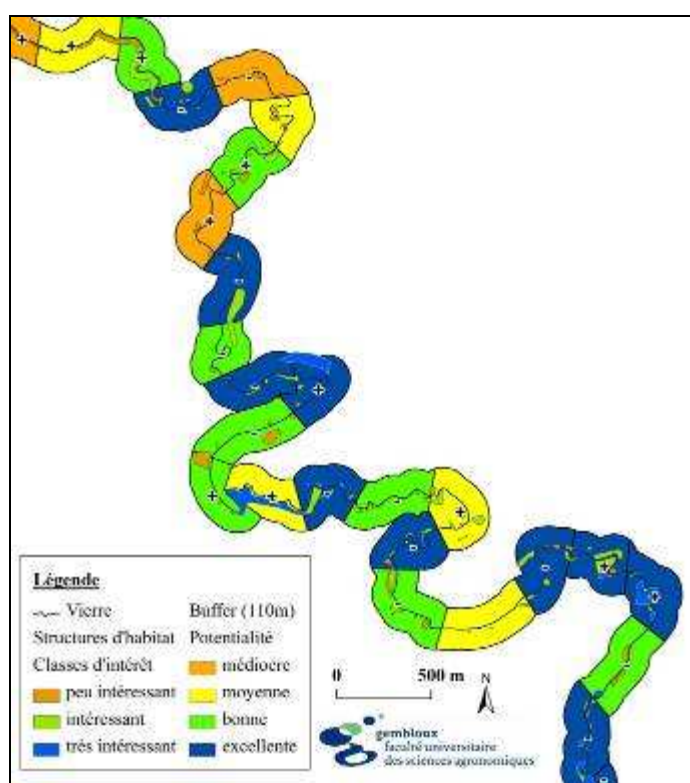 Légende
Vierre Buffer (110m)
Structures d'habitat Potentialité
Classes d'intérêt médiocre
peu intéressant moyenne
intéressant bonne
très intéressant excellente
0 500 m N
gembloux
faculté universitaire
des sciences agronomiques